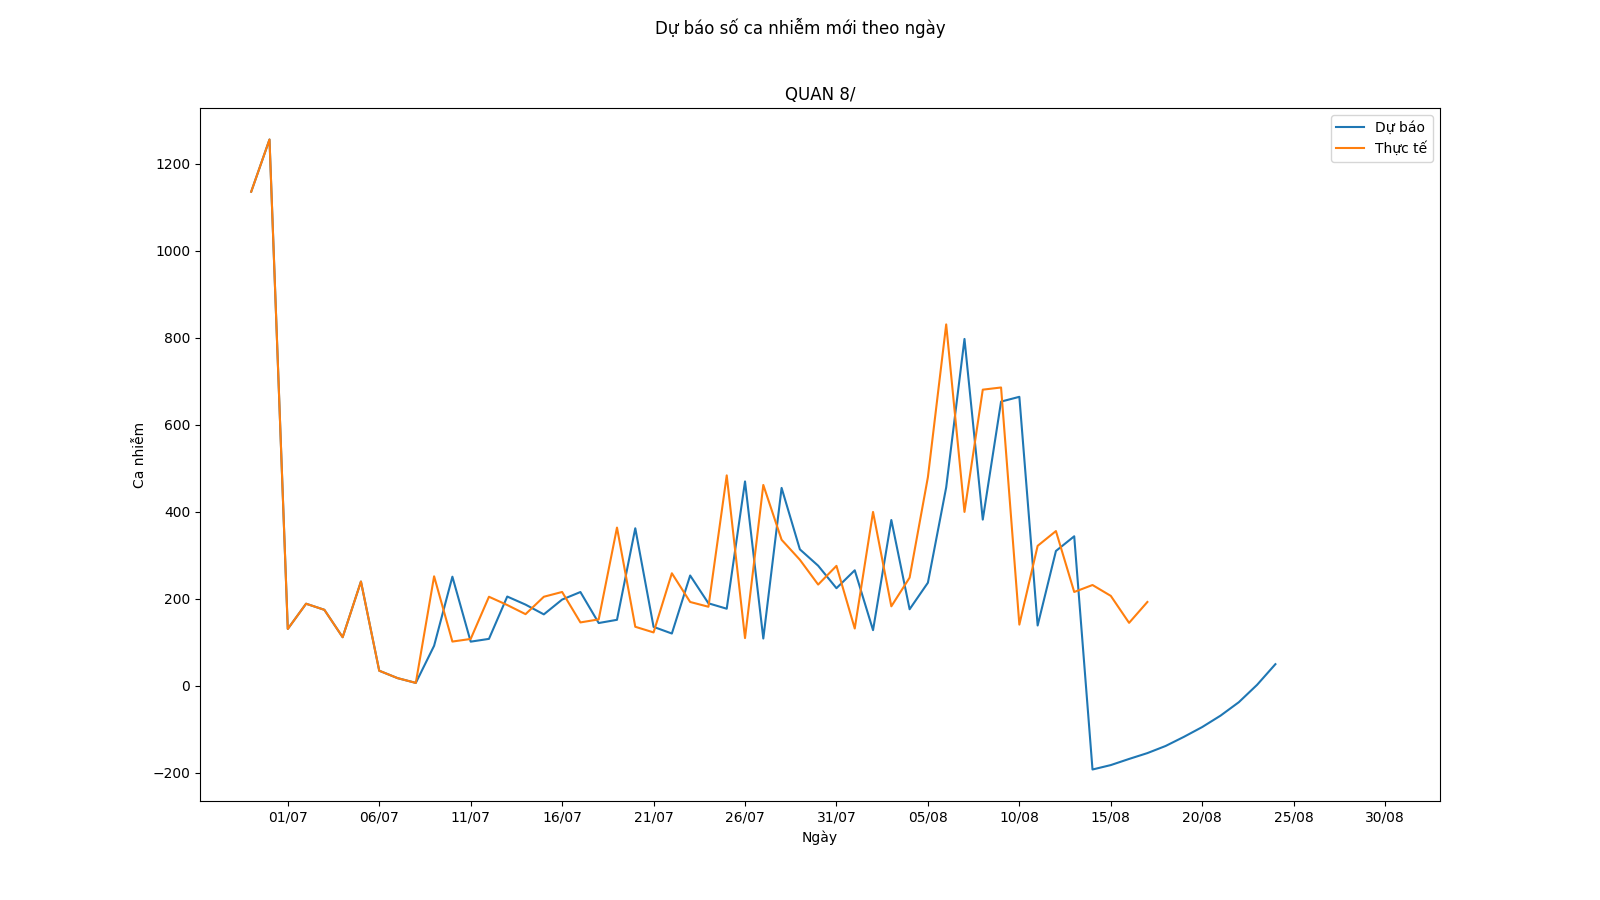 Dự báo số ca nhiễm mới theo ngày
QUAN 8/
Dự báo
Thực tế
1200
1000
800
600
400
200
0
−200
Ca nhiễm
01/07 06/07 11/07 16/07 21/07 26/07 31/07 05/08 10/08 15/08 20/08 25/08 30/08
Ngày